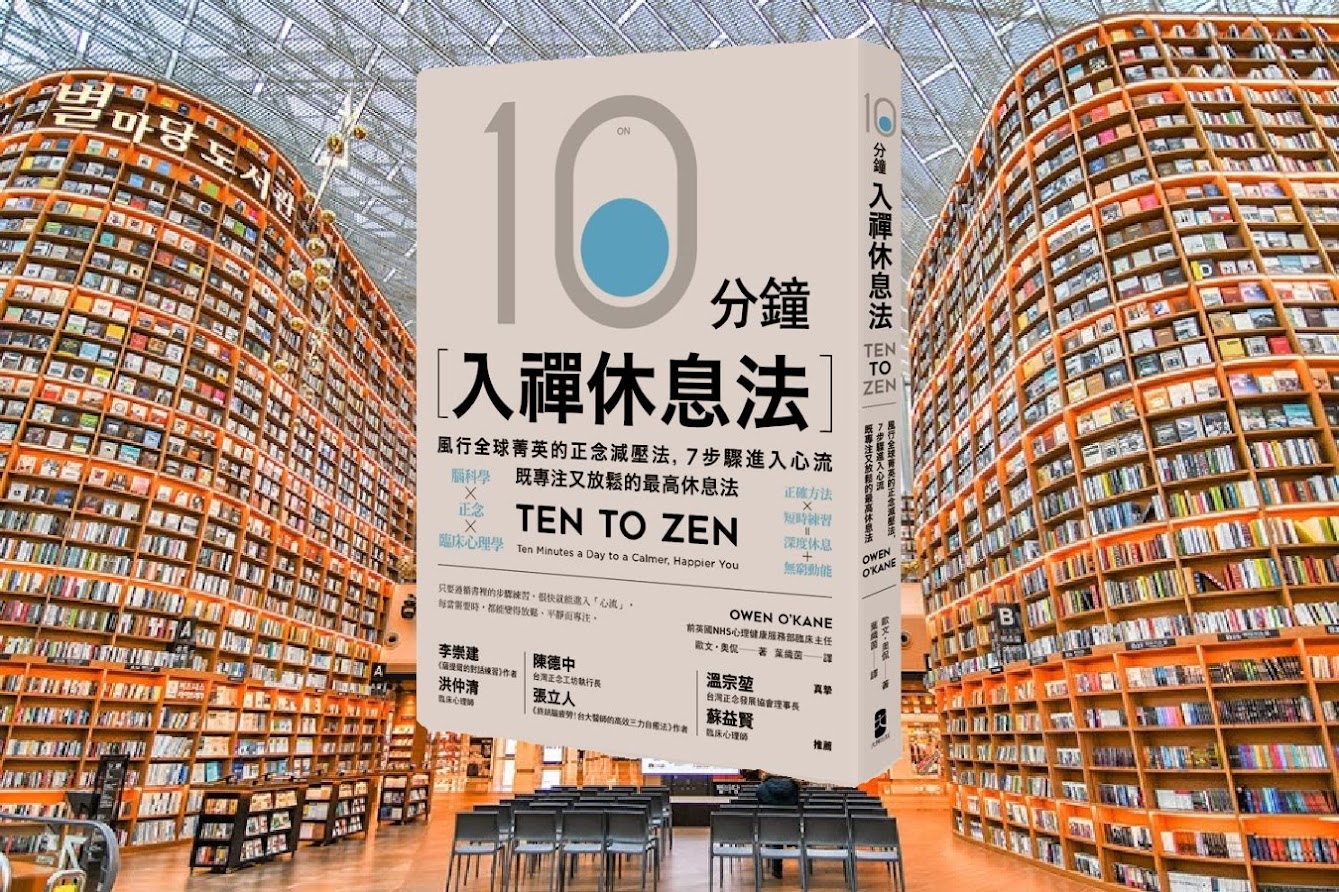 별마당 도서관
10
ON
分鐘
[入禪休息法]
風行全球菁英的正念減壓法，7步驟進入心流
既專注又放鬆的最高休息法
腦科學
×
正念
×
臨床心理學
正確方法
×
短時練習
=
深度休息
+
無窮動能
TEN TO ZEN
Ten Minutes a Day to a Calmer, Happier You
只要遵循書裡的步驟練習，很快就能進入「心流」，
每當需要時，都能變得放鬆、平靜而專注。
OWEN O'KANE
前英國NHS心理健康服務部臨床主任
歐文・奧侃——著 葉織茵——譯
李崇建
《薩提爾的對話練習》作者
洪仲清
臨床心理師
陳德中
台灣正念工坊執行長
張立人
《終結腦疲勞！台大醫師的高效三力自癒法》作者
溫宗堃
台灣正念發展協會理事長
蘇益賢
臨床心理師
真摯
推薦
10
分鐘
入禪休息法
TEN
TO
ZEN
風行全球菁英的正念減壓法，
7步驟進入心流
既專注又放鬆的最高休息法
OWEN
O'KANE
歐文・奧侃——著
葉織茵——譯
A
A
B
B